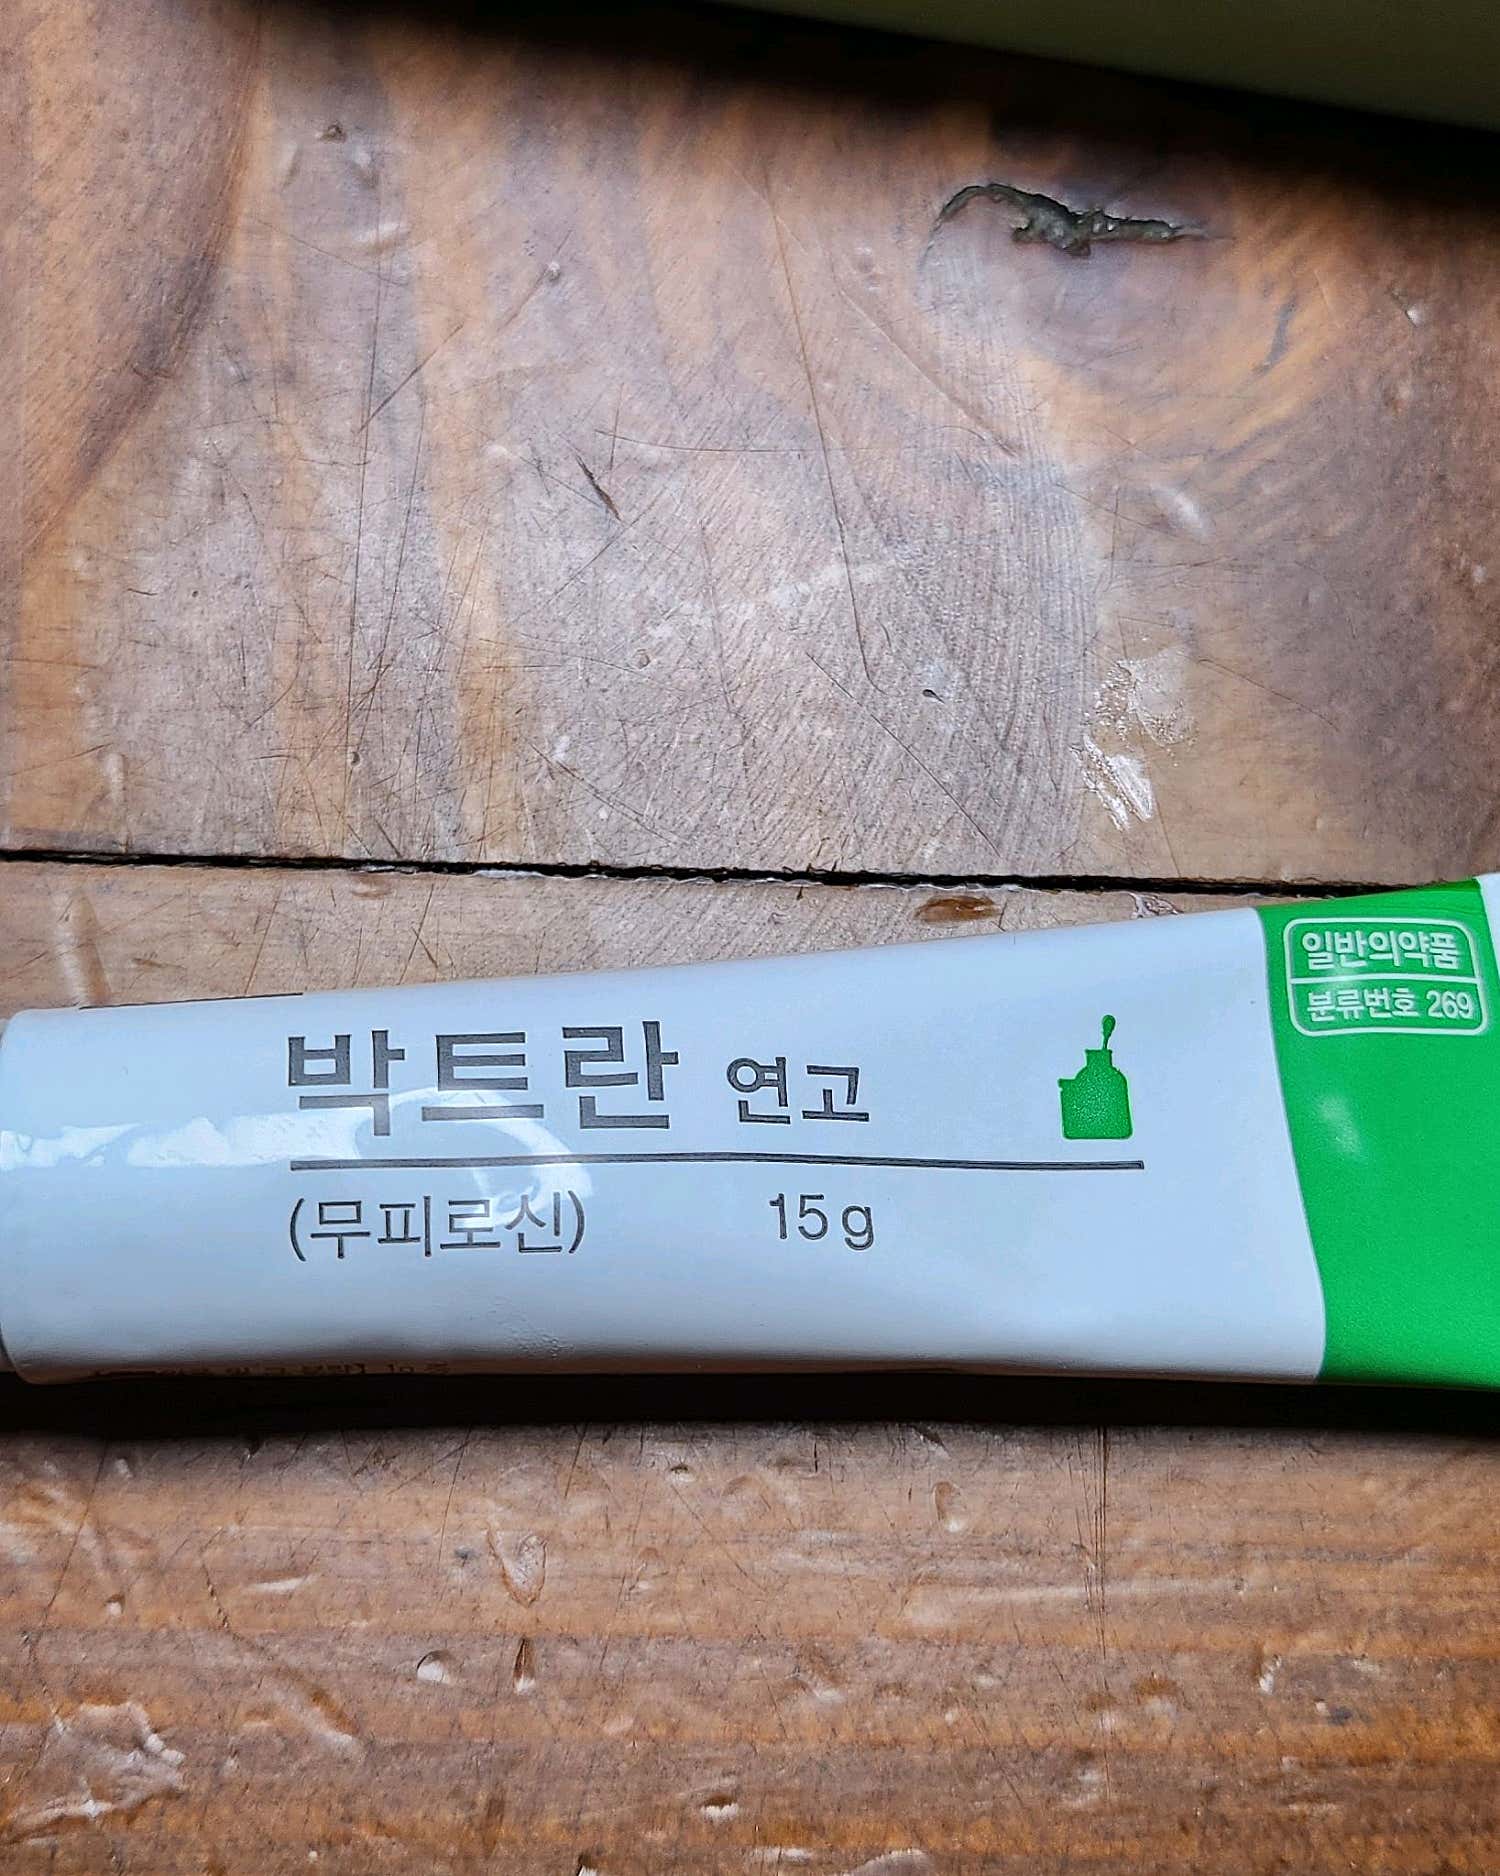 일반의약품
분류번호 269
박트란 연고
(무피로신) 15g